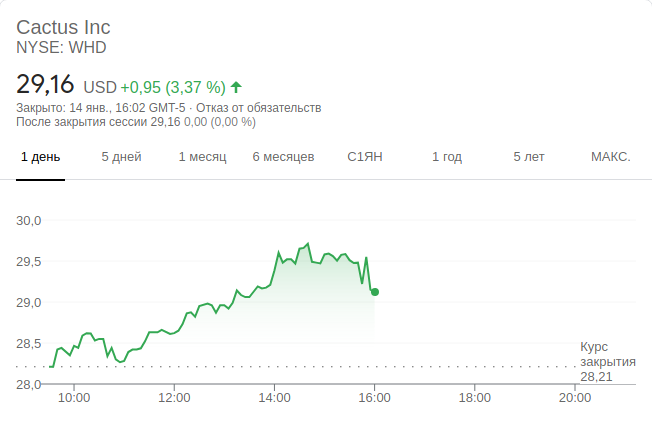 Cactus Inc
NYSE: WHD
29,16 USD +0,95 (3,37 %)
Закрыто: 14 янв., 16:02 GMT-5 · Отказ от обязательств
После закрытия сессии 29,16 0,00 (0,00 %)
1 день 5 дней 1 месяц 6 месяцев С1ЯН 1 год 5 лет МАКС.
30,0
29,5
29,0
28,5
28,0
Курс
закрытия
28,21
10:00 12:00 14:00 16:00 18:00 20:00